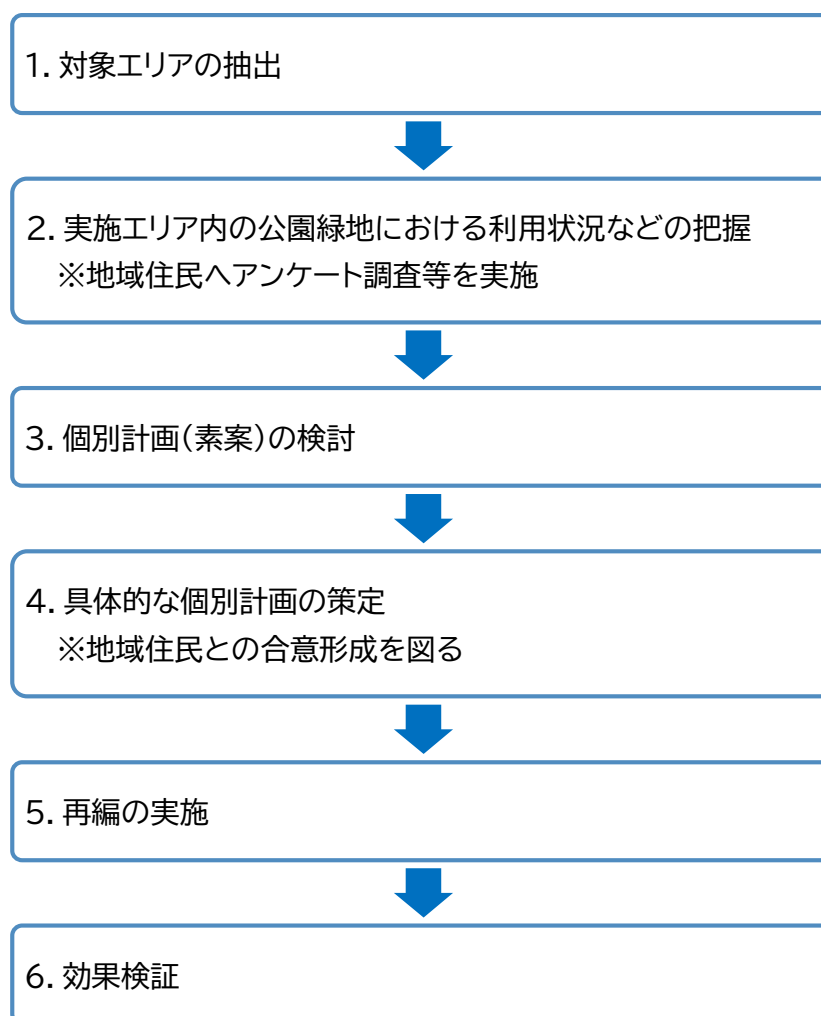 1. 対象エリアの抽出
2. 実施エリア内の公園緑地における利用状況などの把握
※地域住民へアンケート調査等を実施
3. 個別計画(素案)の検討
4. 具体的な個別計画の策定
※地域住民との合意形成を図る
5. 再編の実施
6. 効果検証